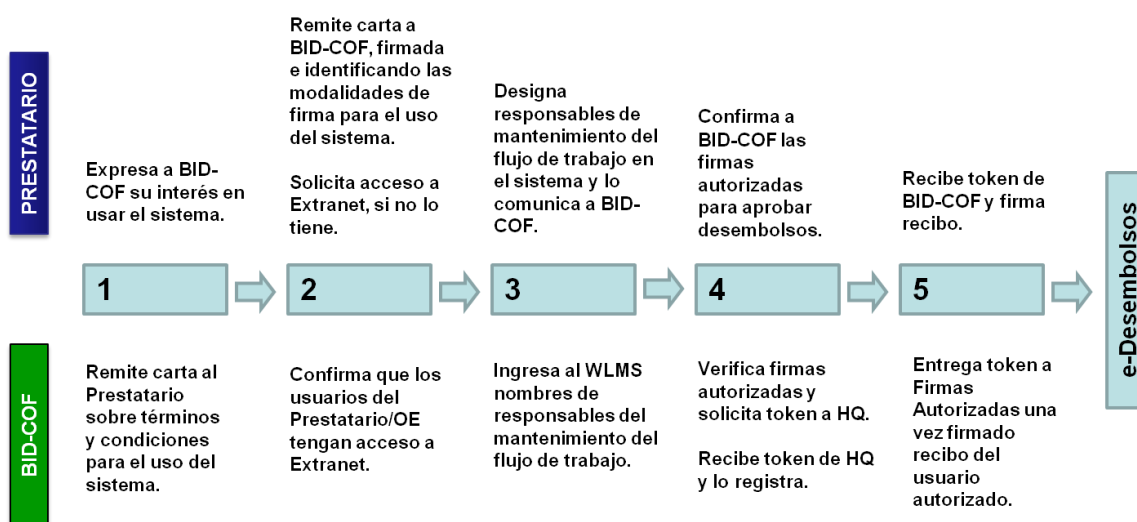 PRESTATARIO
Expresa a BID-
COF su interés en
usar el sistema.
Remite carta a
BID-COF, firmada
e identificando las
modalidades de
firma para el uso
del sistema.
Solicita acceso a
Extranet, si no lo
tiene.
Designa
responsables de
mantenimiento del
flujo de trabajo en
el sistema y lo
comunica a BID-
COF.
Confirma a
BID-COF las
firmas
autorizadas
para aprobar
desembolsos.
Recibe token de
BID-COF y firma
recibo.
1
2
3
4
5
e-Desembolsos
BID-COF
Remite carta al
Prestatario
sobre términos
y condiciones
para el uso del
sistema.
Confirma que los
usuarios del
Prestatario/OE
tengan acceso a
Extranet.
Ingresa al WLMS
nombres de
responsables del
mantenimiento del
flujo de trabajo.
Verifica firmas
autorizadas y
solicita token a HQ.
Recibe token de HQ
y lo registra.
Entrega token a
Firmas
Autorizadas una
vez firmado
recibo del
usuario
autorizado.